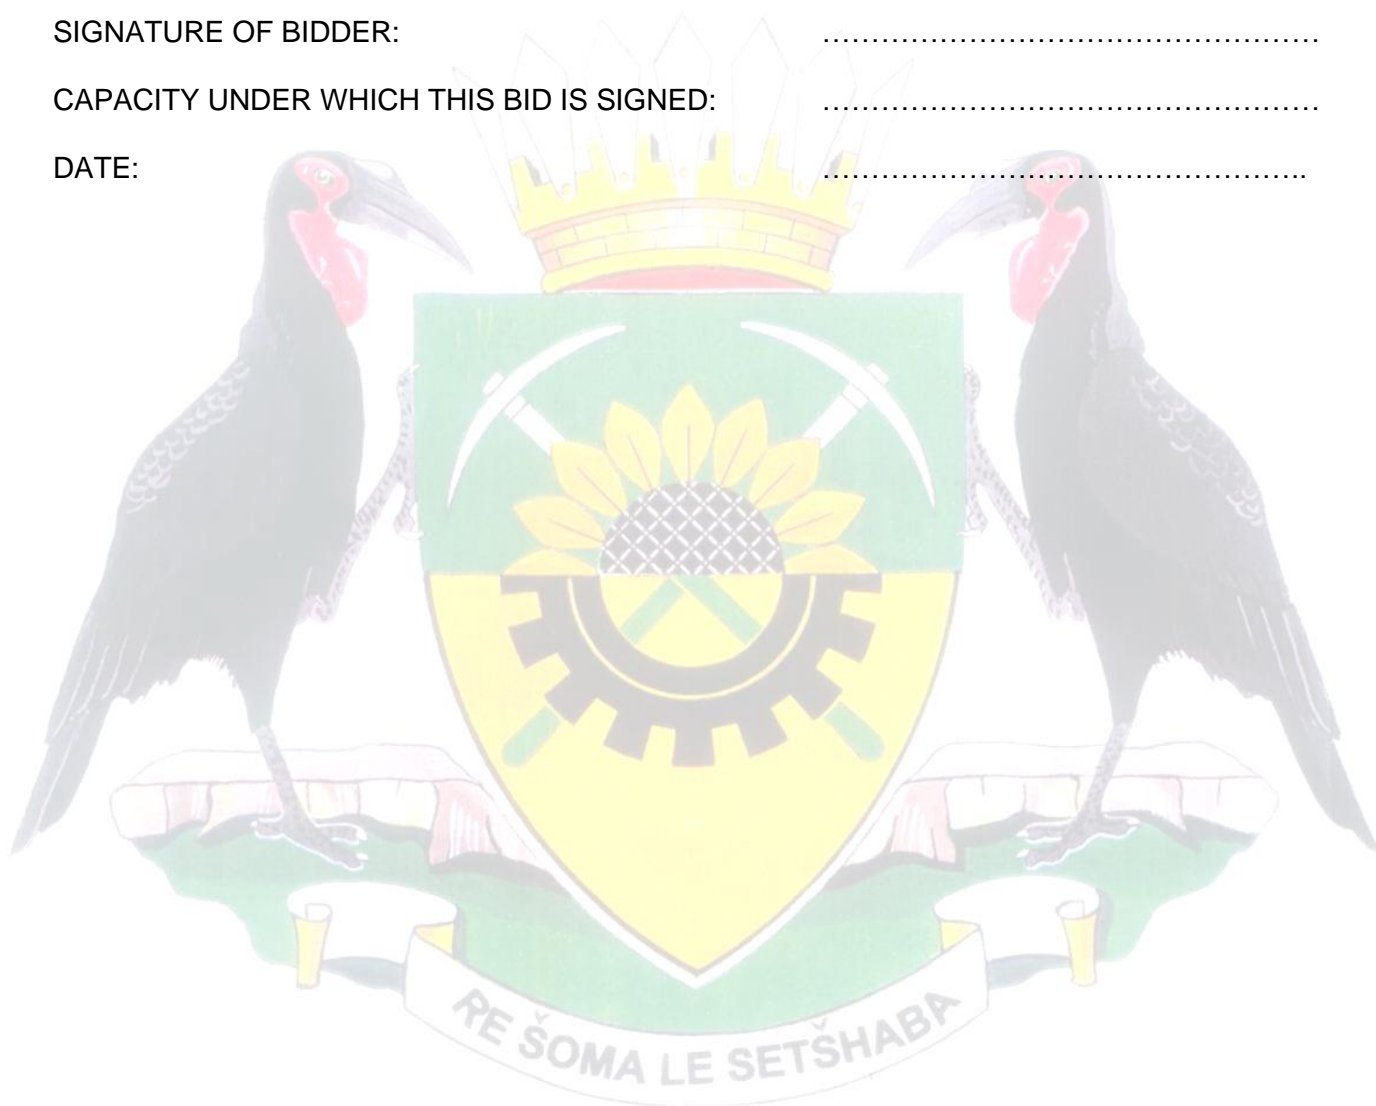 SIGNATURE OF BIDDER: ……………………………………………
CAPACITY UNDER WHICH THIS BID IS SIGNED: ……………………………………………
DATE: …………………………………………..
RE ŠOMA LE SETŠHABA